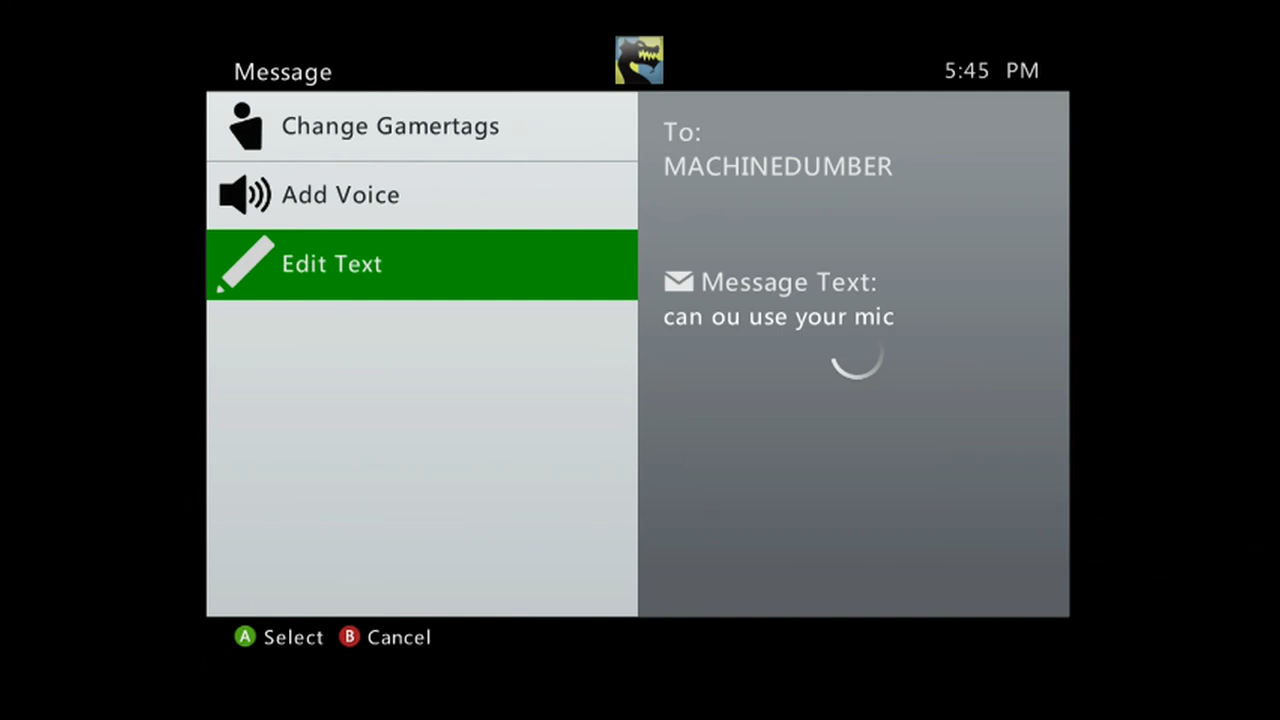 Message
5:45 PM
Change Gamertags
Add Voice
Edit Text
To:
MACHINEDUMBER
Message Text:
can ou use your mic
A Select B Cancel